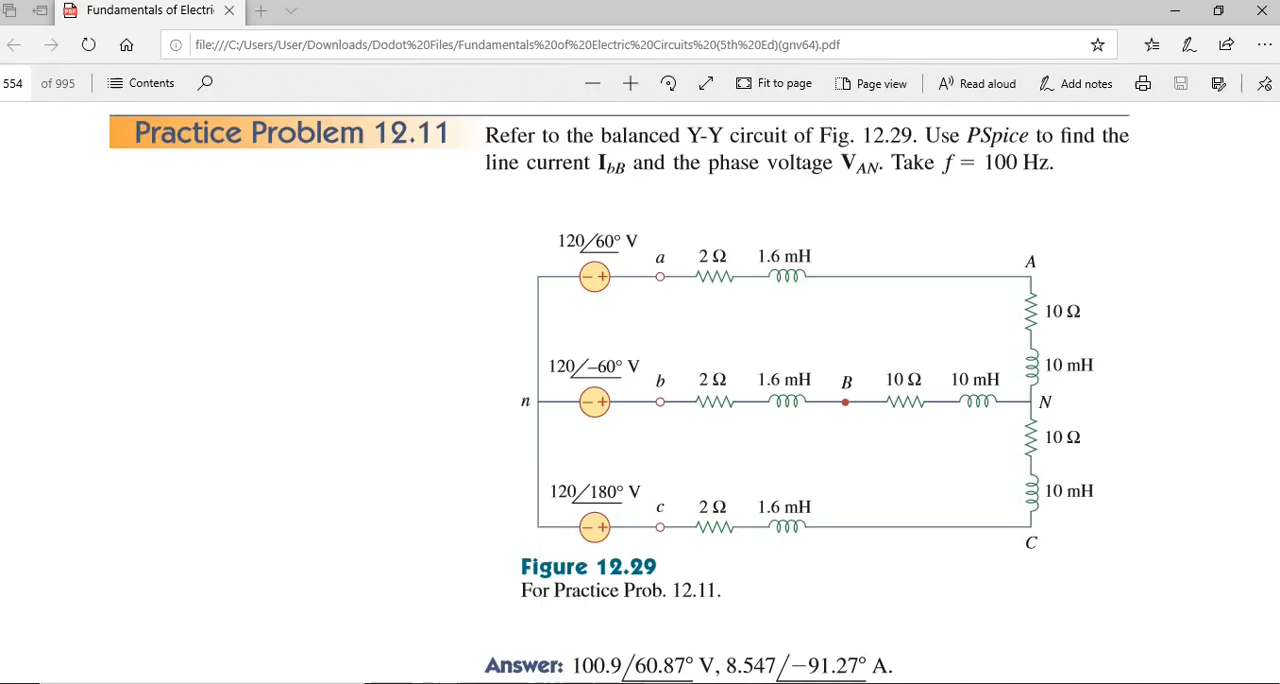 Fundamentals of Electri
file:///C:/Users/User/Downloads/Dodot%20Files/Fundamentals%20of%20Electric%20Circuits%20(5th%20Ed)(gnv64).pdf
554 of 995 Contents Fit to page Page view Read aloud Add notes
Practice Problem 12.11
Refer to the balanced Y-Y circuit of Fig. 12.29. Use PSpice to find the
line current I_bB and the phase voltage V_AN. Take f = 100 Hz.
120/60° V
a 2 Ω 1.6 mH A
10 Ω
10 mH
120/−60° V
b 2 Ω 1.6 mH B 10 Ω 10 mH
n N
10 Ω
10 mH
120/180° V
c 2 Ω 1.6 mH
C
Figure 12.29
For Practice Prob. 12.11.
Answer: 100.9/60.87° V, 8.547/−91.27° A.